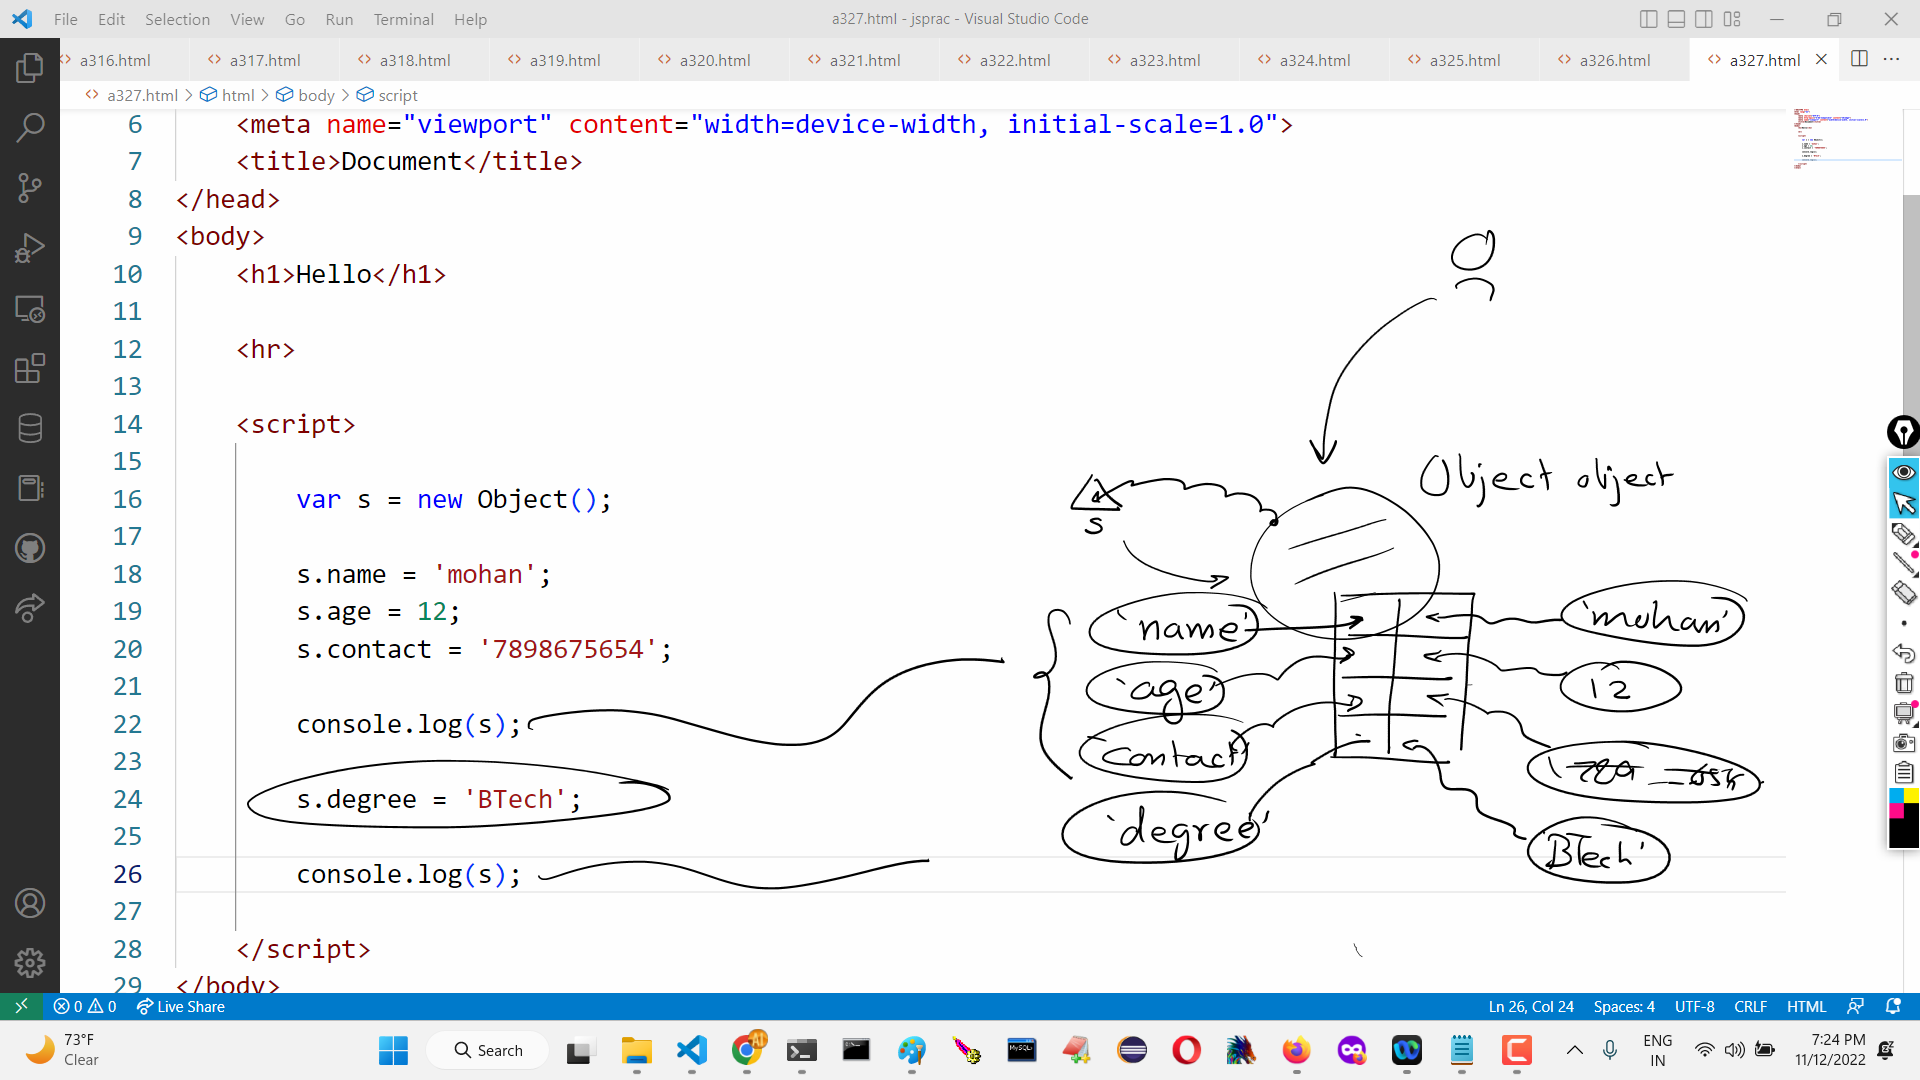 File Edit Selection View Go Run Terminal Help
a327.html - jsprac - Visual Studio Code
a316.html a317.html a318.html a319.html a320.html a321.html a322.html a323.html a324.html a325.html a326.html a327.html
a327.html > html > body > script
6 <meta name="viewport" content="width=device-width, initial-scale=1.0">
7 <title>Document</title>
8 </head>
9 <body>
10 <h1>Hello</h1>
11
12 <hr>
13
14 <script>
15
16 var s = new Object();
17
18 s.name = 'mohan';
19 s.age = 12;
20 s.contact = '7898675654';
21
22 console.log(s);
23
24 s.degree = 'BTech';
25
26 console.log(s);
27
28 </script>
29 </body>
Object object
s
'name' 'mohan'
'age' 12
'contact'
'degree' 'BTech'
0 0 Live Share
Ln 26, Col 24 Spaces: 4 UTF-8 CRLF HTML
73°F
Clear
Search
MySQL
ENG
IN
7:24 PM
11/12/2022